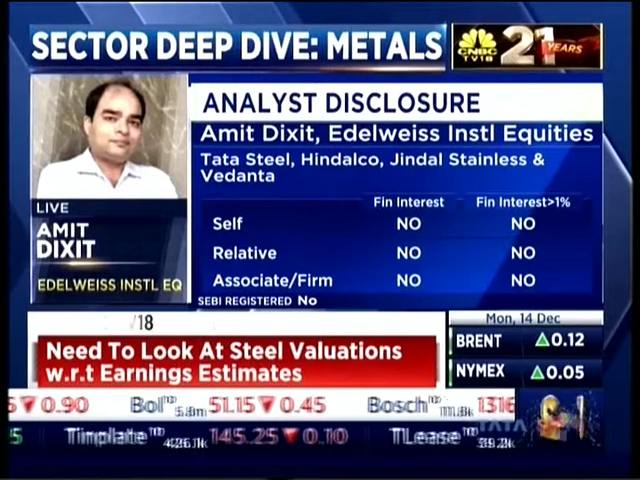 SECTOR DEEP DIVE: METALS
CNBC
TV18
21 YEARS
ANALYST DISCLOSURE
Amit Dixit, Edelweiss Instl Equities
Tata Steel, Hindalco, Jindal Stainless &
Vedanta
Fin Interest Fin Interest>1%
Self NO NO
Relative NO NO
Associate/Firm NO NO
SEBI REGISTERED No
LIVE
AMIT
DIXIT
EDELWEISS INSTL EQ
/18
Need To Look At Steel Valuations
w.r.t Earnings Estimates
Mon, 14 Dec
BRENT ▲0.12
NYMEX ▲0.05
▼0.90 BoI 51.15▼0.45 Bosch 1316
Tinplate 145.25▼0.10 TLease
TATA